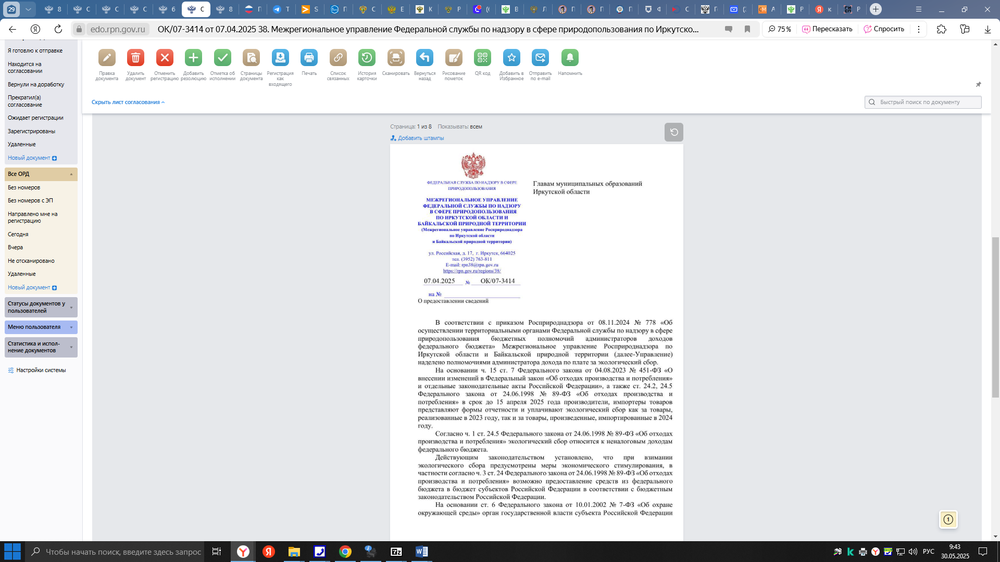 29
8
С
С
С
6
С
8
П
Т
S
П
С
Е
К
Р
(6
В
Л
П
П
П
Ф
С
Г
(3
А
Р
к
Р
edo.rpn.gov.ru
ОК/07-3414 от 07.04.2025 38. Межрегиональное управление Федеральной службы по надзору в сфере природопользования по Иркутско...
75%
Пересказать
Спросить
Я готовлю к отправке
Находится на
согласовании
Вернули на доработку
Прекратил(а)
согласование
Ожидает регистрации
Зарегистрированы
Удаленные
Новый документ
Все ОРД
Без номеров
Без номеров с ЭП
Направлено мне на
регистрацию
Сегодня
Вчера
Не отсканировано
Удаленные
Новый документ
Статусы документов у
пользователей
Меню пользователя
Статистика и испол-
нение документов
Настройки системы
Правка
документа
Удалить
документ
Отменить
регистрацию
Добавить
резолюцию
Отметка об
исполнении
Страницы
документа
Регистрация
как
входящего
Печать
Список
связанных
История
карточки
Сканировать
Вернуться
назад
Рисование
пометок
QR код
Добавить в
Избранное
Отправить
по e-mail
Напомнить
Скрыть лист согласования
Быстрый поиск по документу
Страница: 1 из 8 Показывать: всем
Добавить штампы
ФЕДЕРАЛЬНАЯ СЛУЖБА ПО НАДЗОРУ В СФЕРЕ
ПРИРОДОПОЛЬЗОВАНИЯ
МЕЖРЕГИОНАЛЬНОЕ УПРАВЛЕНИЕ
ФЕДЕРАЛЬНОЙ СЛУЖБЫ ПО НАДЗОРУ
В СФЕРЕ ПРИРОДОПОЛЬЗОВАНИЯ
ПО ИРКУТСКОЙ ОБЛАСТИ И
БАЙКАЛЬСКОЙ ПРИРОДНОЙ ТЕРРИТОРИИ
(Межрегиональное управление Росприроднадзора
по Иркутской области
и Байкальской природной территории)
ул. Российская, д. 17, г. Иркутск, 664025
тел. (3952) 763-811
E-mail: rpn38@rpn.gov.ru
https://rpn.gov.ru/regions/38/
07.04.2025 № ОК/07-3414
на №
О предоставлении сведений
Главам муниципальных образований
Иркутской области
В соответствии с приказом Росприроднадзора от 08.11.2024 № 778 «Об
осуществлении территориальными органами Федеральной службы по надзору в сфере
природопользования бюджетных полномочий администраторов доходов
федерального бюджета» Межрегиональное управление Росприроднадзора по
Иркутской области и Байкальской природной территории (далее-Управление)
наделено полномочиями администратора дохода по плате за экологический сбор.
На основании ч. 15 ст. 7 Федерального закона от 04.08.2023 № 451-ФЗ «О
внесении изменений в Федеральный закон «Об отходах производства и потребления»
и отдельные законодательные акты Российской Федерации», а также ст. 24.2, 24.5
Федерального закона от 24.06.1998 № 89-ФЗ «Об отходах производства и
потребления» в срок до 15 апреля 2025 года производители, импортеры товаров
представляют формы отчетности и уплачивают экологический сбор как за товары,
реализованные в 2023 году, так и за товары, произведенные, импортированные в 2024
году.
Согласно ч. 1 ст. 24.5 Федерального закона от 24.06.1998 № 89-ФЗ «Об отходах
производства и потребления» экологический сбор относится к неналоговым доходам
федерального бюджета.
Действующим законодательством установлено, что при взимании
экологического сбора предусмотрены меры экономического стимулирования, в
частности согласно ч. 3 ст. 24 Федерального закона от 24.06.1998 № 89-ФЗ «Об отходах
производства и потребления» возможно предоставление средств из федерального
бюджета в бюджет субъектов Российской Федерации в соответствии с бюджетным
законодательством Российской Федерации.
На основании ст. 6 Федерального закона от 10.01.2002 № 7-ФЗ «Об охране
окружающей среды» орган государственной власти субъекта Российской Федерации
1
Чтобы начать поиск, введите здесь запрос
РУС
9:43
30.05.2025